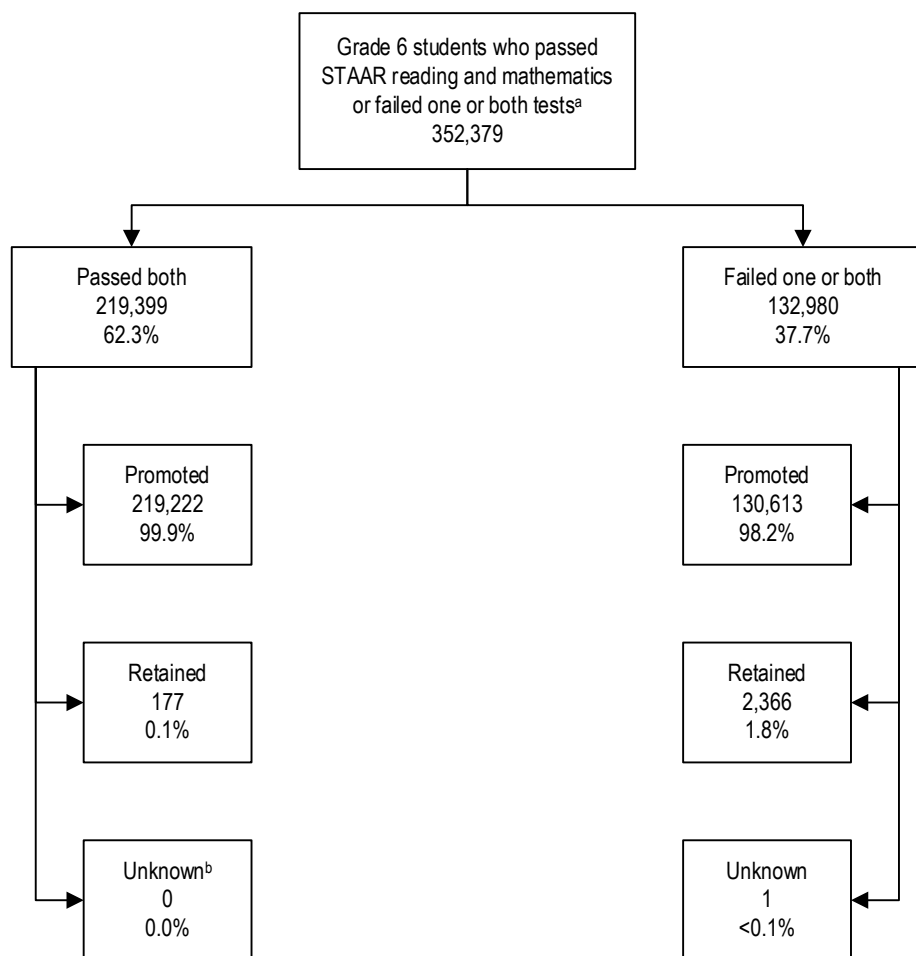 Grade 6 students who passed
STAAR reading and mathematics
or failed one or both testsᵃ
352,379
Passed both
219,399
62.3%
Failed one or both
132,980
37.7%
Promoted
219,222
99.9%
Promoted
130,613
98.2%
Retained
177
0.1%
Retained
2,366
1.8%
Unknownᵇ
0
0.0%
Unknown
1
<0.1%